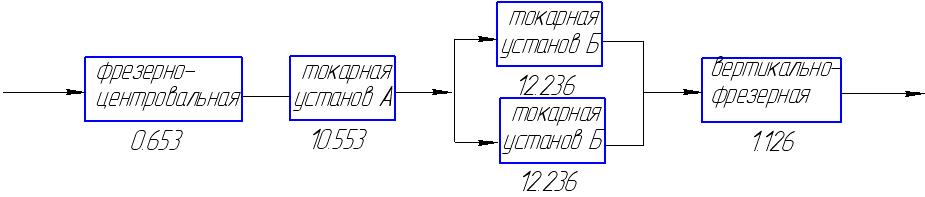 фрезерно-
центровальная
0.653
токарная
установ А
10.553
токарная
установ Б
12.236
токарная
установ Б
12.236
вертикально-
фрезерная
1.126